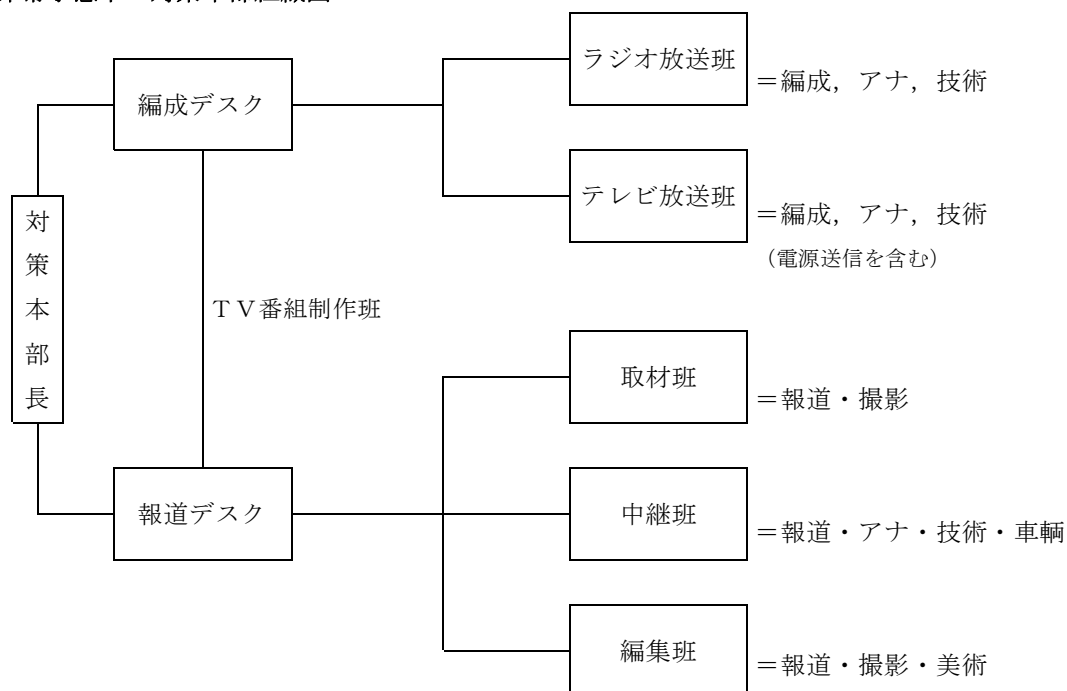 ラジオ放送班
＝編成，アナ，技術
編成デスク
テレビ放送班
＝編成，アナ，技術
（電源送信を含む）
対策本部長
ＴＶ番組制作班
取材班
＝報道・撮影
報道デスク
中継班
＝報道・アナ・技術・車輌
編集班
＝報道・撮影・美術